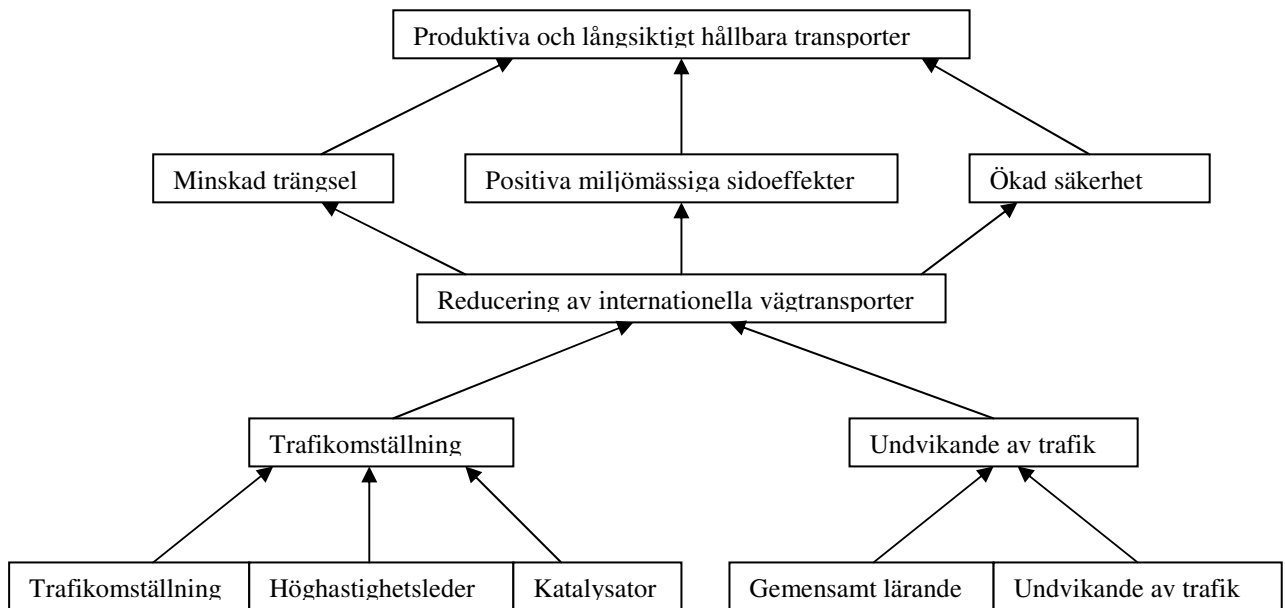 Produktiva och långsiktigt hållbara transporter
Minskad trängsel
Positiva miljömässiga sidoeffekter
Ökad säkerhet
Reducering av internationella vägtransporter
Trafikomställning
Undvikande av trafik
Trafikomställning
Höghastighetsleder
Katalysator
Gemensamt lärande
Undvikande av trafik